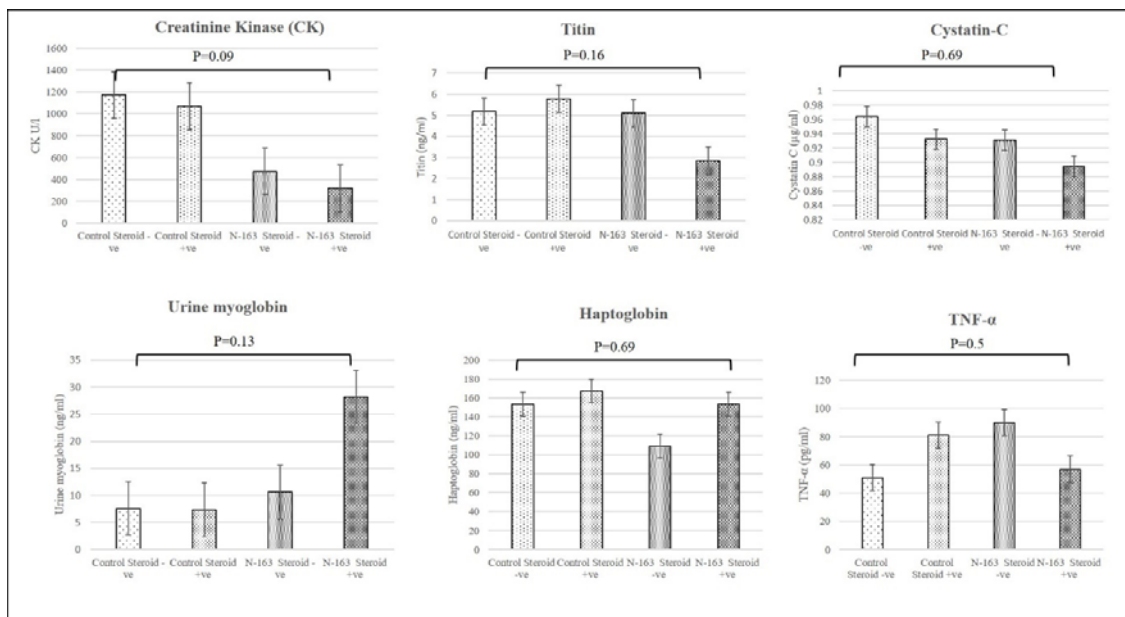 Creatinine Kinase (CK)
P=0.09
CK U/l
1600
1400
1200
1000
800
600
400
200
0
Control Steroid -
ve
Control Steroid
+ve
N-163 Steroid -
ve
N-163 Steroid
+ve
Titin
P=0.16
Titin (ng/ml)
7
6
5
4
3
2
1
0
Control Steroid -
ve
Control Steroid
+ve
N-163 Steroid -
ve
N-163 Steroid
+ve
Cystatin-C
P=0.69
Cystatin C (µg/ml)
1
0.98
0.96
0.94
0.92
0.9
0.88
0.86
0.84
0.82
Control Steroid
-ve
Control Steroid
+ve
N-163 Steroid -
ve
N-163 Steroid
+ve
Urine myoglobin
P=0.13
Urine myoglobin (ng/ml)
35
30
25
20
15
10
5
0
Control Steroid -
ve
Control Steroid
+ve
N-163 Steroid -
ve
N-163 Steroid
+ve
Haptoglobin
P=0.69
Haptoglobin (ng/ml)
200
180
160
140
120
100
80
60
40
20
0
Control Steroid
-ve
Control Steroid
+ve
N-163 Steroid
-ve
N-163 Steroid
+ve
TNF-α
P=0.5
TNF-α (pg/ml)
120
100
80
60
40
20
0
Control
Steroid -ve
Control
Steroid +ve
N-163 Steroid
-ve
N-163 Steroid
+ve